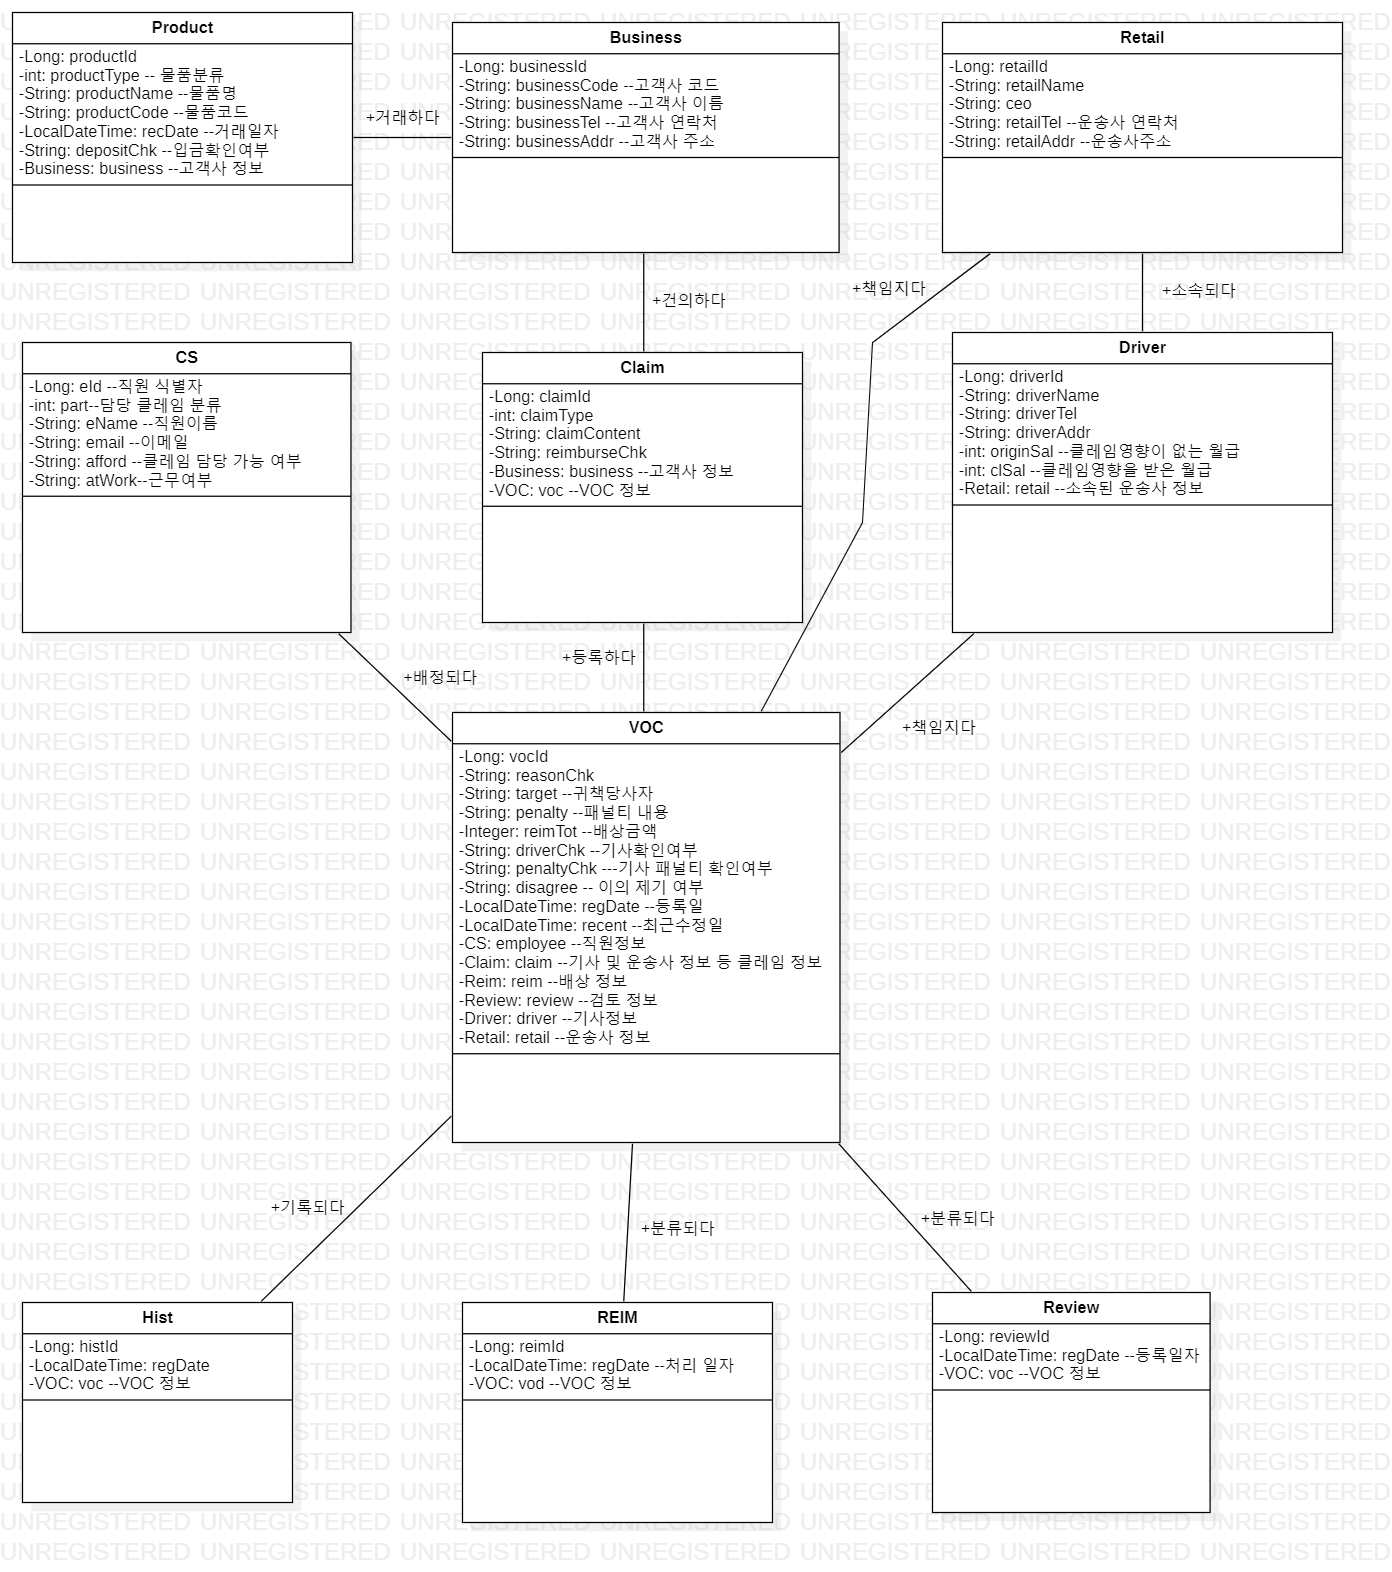 Product
-Long: productId
-int: productType -- 물품분류
-String: productName --물품명
-String: productCode --물품코드
-LocalDateTime: recDate --거래일자
-String: depositChk --입금확인여부
-Business: business --고객사 정보
+거래하다
Business
-Long: businessId
-String: businessCode --고객사 코드
-String: businessName --고객사 이름
-String: businessTel --고객사 연락처
-String: businessAddr --고객사 주소
Retail
-Long: retailId
-String: retailName
-String: ceo
-String: retailTel --운송사 연락처
-String: retailAddr --운송사주소
+건의하다
+책임지다
+소속되다
CS
-Long: eId --직원 식별자
-int: part--담당 클레임 분류
-String: eName --직원이름
-String: email --이메일
-String: afford --클레임 담당 가능 여부
-String: atWork--근무여부
Claim
-Long: claimId
-int: claimType
-String: claimContent
-String: reimburseChk
-Business: business --고객사 정보
-VOC: voc --VOC 정보
Driver
-Long: driverId
-String: driverName
-String: driverTel
-String: driverAddr
-int: originSal --클레임영향이 없는 월급
-int: clSal --클레임영향을 받은 월급
-Retail: retail --소속된 운송사 정보
+배정되다
+등록하다
+책임지다
VOC
-Long: vocId
-String: reasonChk
-String: target --귀책당사자
-String: penalty --패널티 내용
-Integer: reimTot --배상금액
-String: driverChk --기사확인여부
-String: penaltyChk ---기사 패널티 확인여부
-String: disagree -- 이의 제기 여부
-LocalDateTime: regDate --등록일
-LocalDateTime: recent --최근수정일
-CS: employee --직원정보
-Claim: claim --기사 및 운송사 정보 등 클레임 정보
-Reim: reim --배상 정보
-Review: review --검토 정보
-Driver: driver --기사정보
-Retail: retail --운송사 정보
+기록되다
+분류되다
+분류되다
Hist
-Long: histId
-LocalDateTime: regDate
-VOC: voc --VOC 정보
REIM
-Long: reimId
-LocalDateTime: regDate --처리 일자
-VOC: vod --VOC 정보
Review
-Long: reviewId
-LocalDateTime: regDate --등록일자
-VOC: voc --VOC 정보